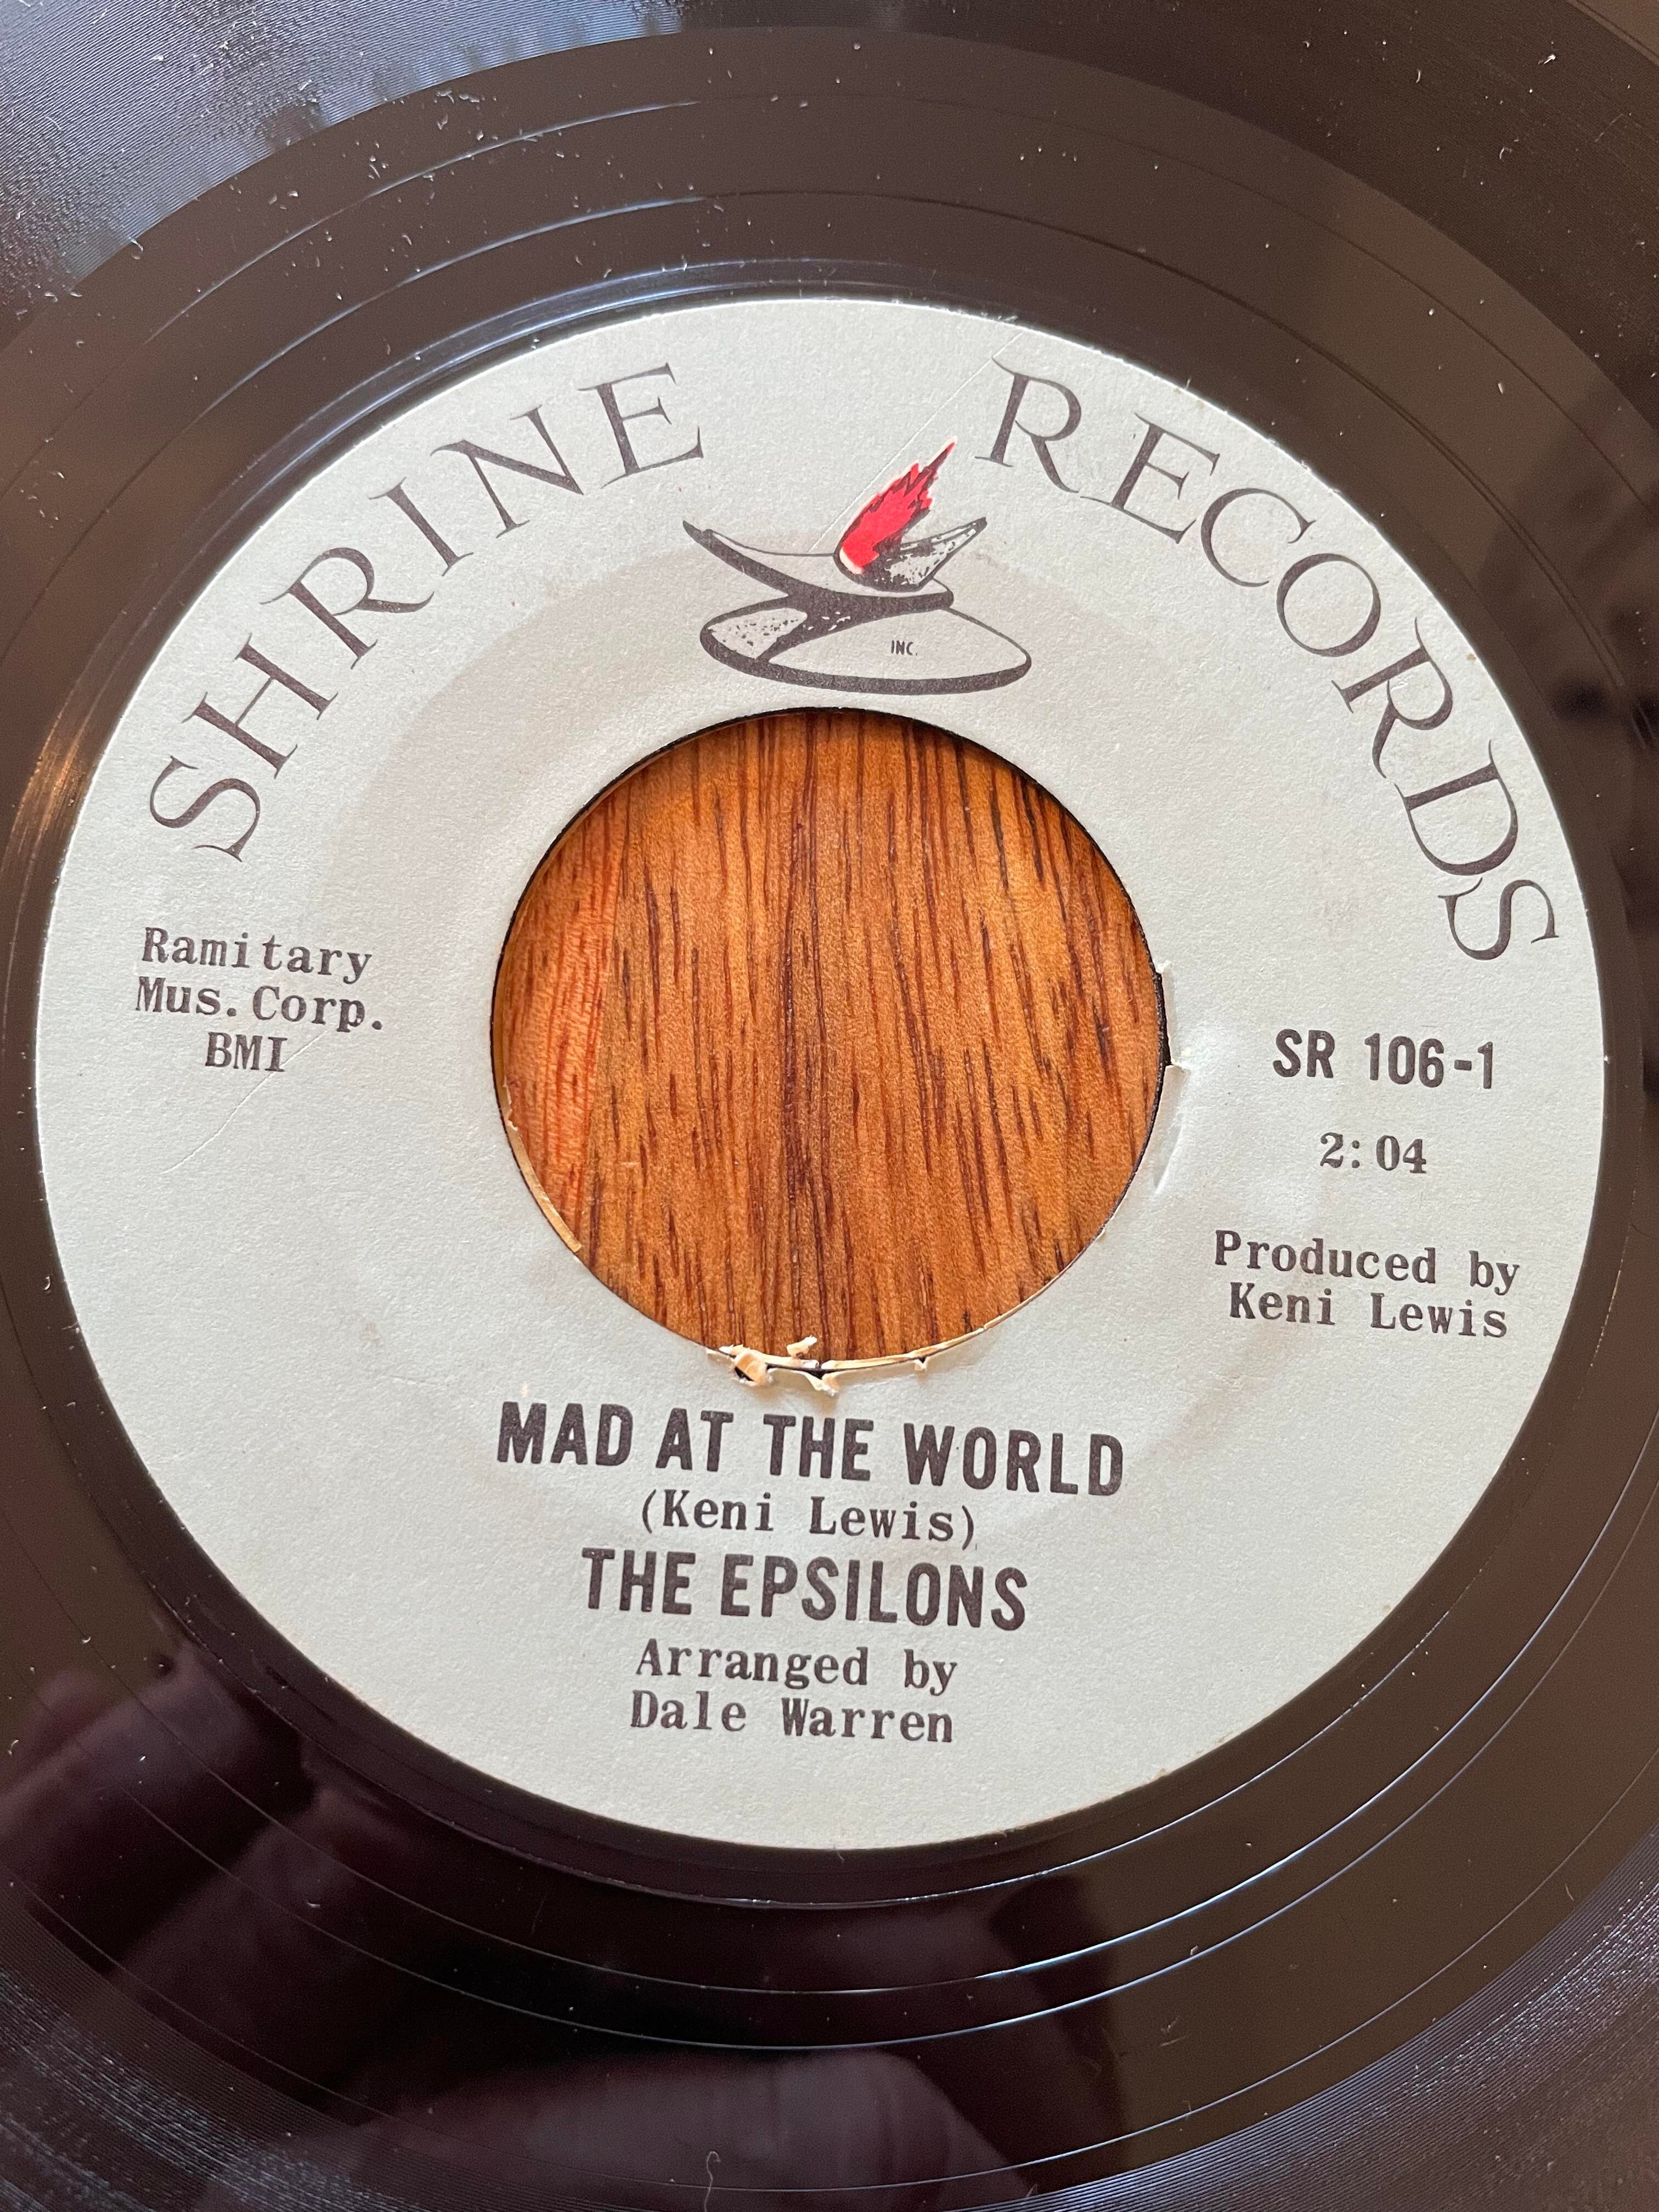 SHRINE RECORDS
INC.
Ramitary
Mus.Corp.
BMI
SR 106-1
2:04
Produced by
Keni Lewis
MAD AT THE WORLD
(Keni Lewis)
THE EPSILONS
Arranged by
Dale Warren